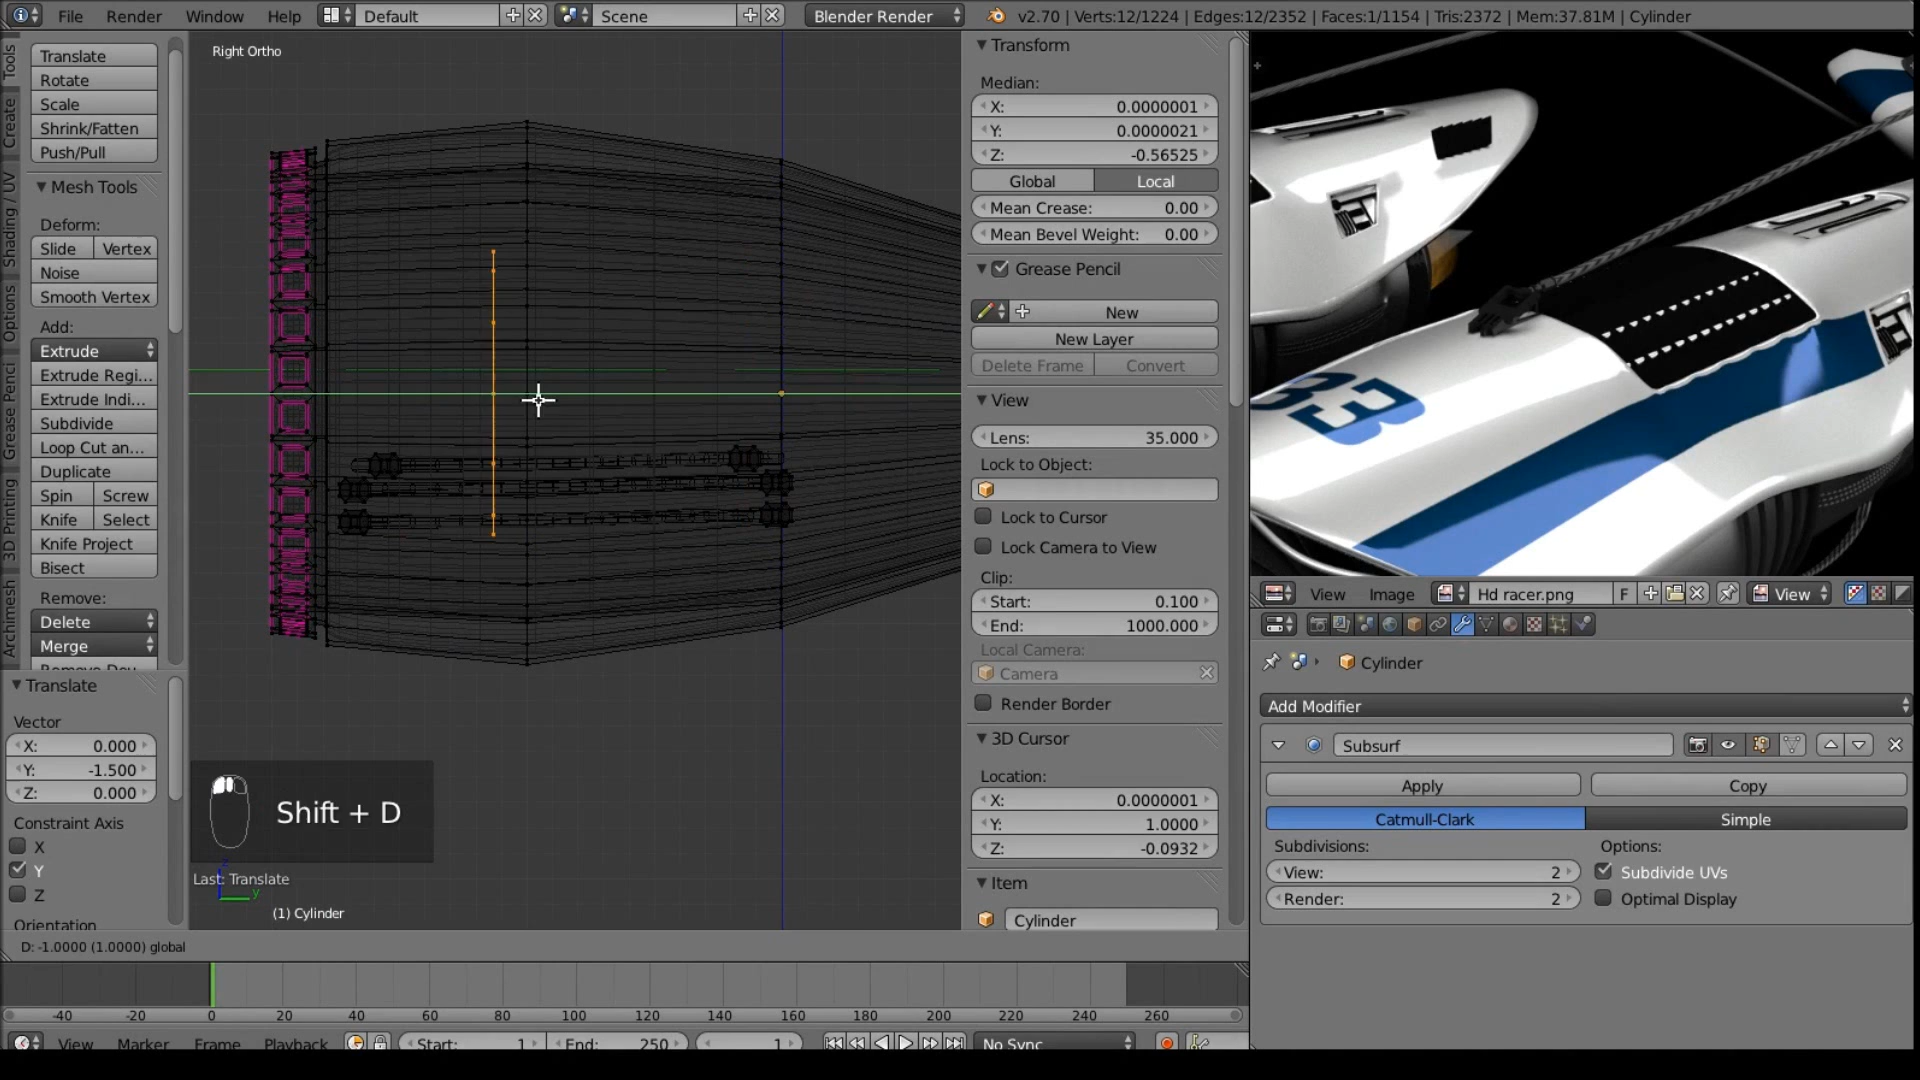 File Render Window Help Default Scene Blender Render v2.70 | Verts:12/1224 | Edges:12/2352 | Faces:1/1154 | Tris:2372 | Mem:37.81M | Cylinder
Tools
Create
Shading / UV
Options
Grease Penci
3D Printing
Archimesh
Translate
Rotate
Scale
Shrink/Fatten
Push/Pull
Mesh Tools
Deform:
Slide Vertex
Noise
Smooth Vertex
Add:
Extrude
Extrude Regi...
Extrude Indi...
Subdivide
Loop Cut an...
Duplicate
Spin Screw
Knife Select
Knife Project
Bisect
Remove:
Delete
Merge
Translate
Vector
X: 0.000
Y: -1.500
Z: 0.000
Constraint Axis
X
Y
Z
Orientation
Right Ortho
Shift + D
Last: Translate
z
y
(1) Cylinder
D: -1.0000 (1.0000) global
Transform
Median:
X: 0.0000001
Y: 0.0000021
Z: -0.56525
Global Local
Mean Crease: 0.00
Mean Bevel Weight: 0.00
Grease Pencil
New
New Layer
Delete Frame Convert
View
Lens: 35.000
Lock to Object:
Lock to Cursor
Lock Camera to View
Clip:
Start: 0.100
End: 1000.000
Local Camera:
Camera
Render Border
3D Cursor
Location:
X: 0.0000001
Y: 1.0000
Z: -0.0932
Item
Cylinder
33
View Image Hd racer.png F View
Cylinder
Add Modifier
Subsurf
Apply Copy
Catmull-Clark Simple
Subdivisions: Options:
View: 2 Subdivide UVs
Render: 2 Optimal Display
-40 -20 0 20 40 60 80 100 120 140 160 180 200 220 240 260
View Marker Frame Playback Start: 1 End: 250 1 No Sync